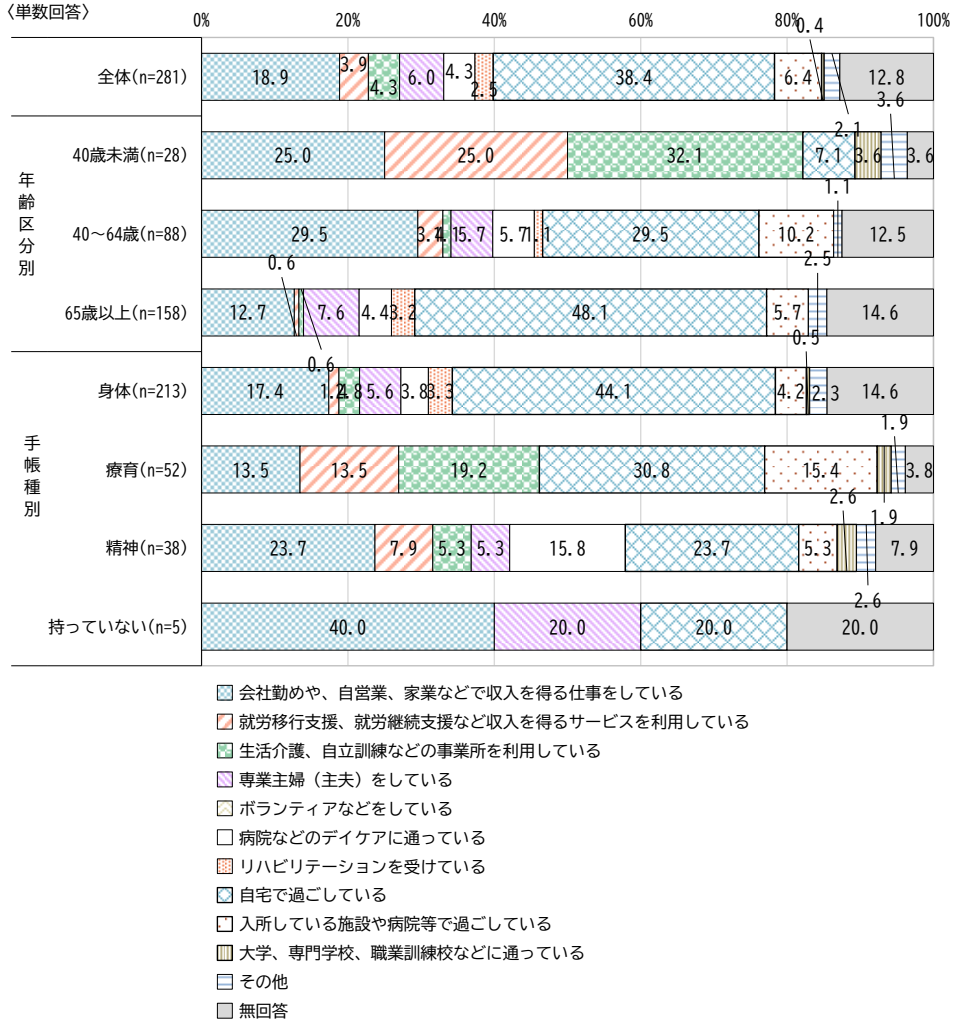 〈単数回答〉
0% 20% 40% 60% 80% 100%
0.4
全体(n=281) 18.9 3.9 4.3 6.0 4.3 2.5 38.4 6.4 12.8
2.1 3.6
年齢区分別
40歳未満(n=28) 25.0 25.0 32.1 7.1 3.6 3.6
1.1
40～64歳(n=88) 29.5 3.4 1.1 5.7 5.7 1.1 29.5 10.2 12.5
0.6 2.5
65歳以上(n=158) 12.7 7.6 4.4 3.2 48.1 5.7 14.6
0.6 0.5
手帳種別
身体(n=213) 17.4 1.4 2.8 5.6 3.8 3.3 44.1 4.2 2.3 14.6
1.9
療育(n=52) 13.5 13.5 19.2 30.8 15.4 3.8
2.6 1.9
精神(n=38) 23.7 7.9 5.3 5.3 15.8 23.7 5.3 7.9
2.6
持っていない(n=5) 40.0 20.0 20.0 20.0
会社勤めや、自営業、家業などで収入を得る仕事をしている
就労移行支援、就労継続支援など収入を得るサービスを利用している
生活介護、自立訓練などの事業所を利用している
専業主婦（主夫）をしている
ボランティアなどをしている
病院などのデイケアに通っている
リハビリテーションを受けている
自宅で過ごしている
入所している施設や病院等で過ごしている
大学、専門学校、職業訓練校などに通っている
その他
無回答